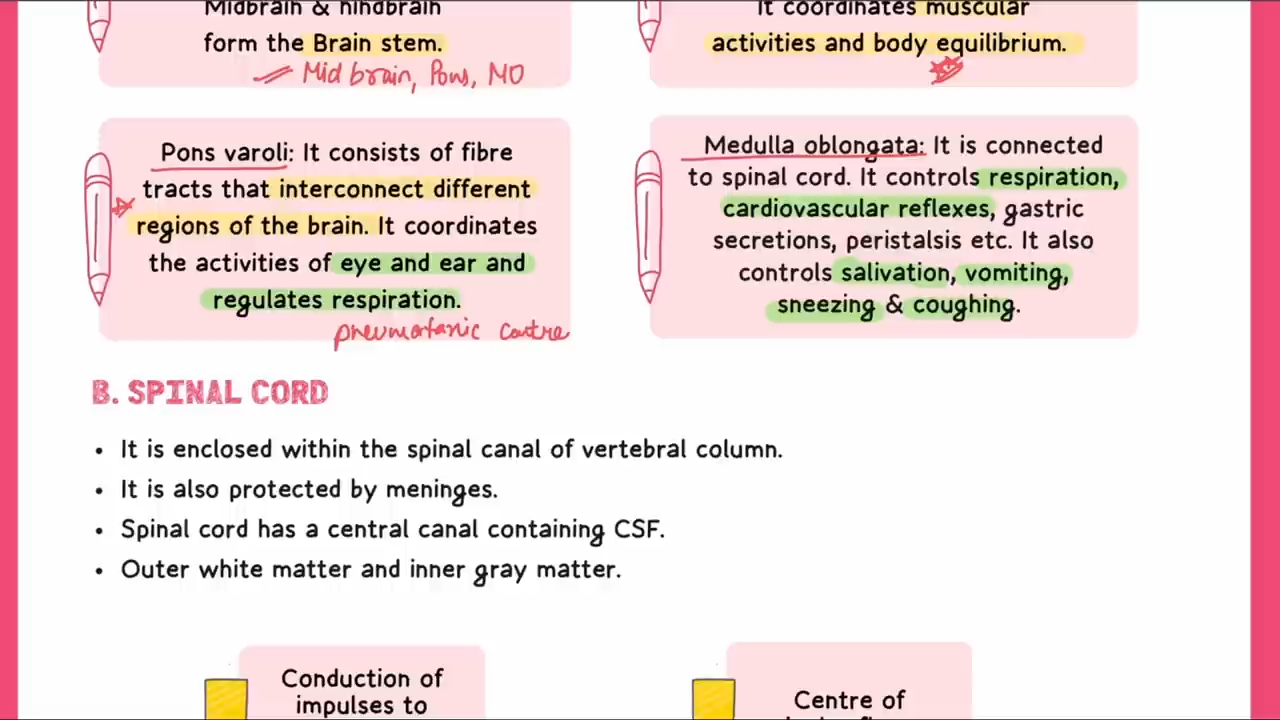 Midbrain & hindbrain
form the Brain stem.
Mid brain, Pons, MO
It coordinates muscular
activities and body equilibrium.
Pons varoli: It consists of fibre
tracts that interconnect different
regions of the brain. It coordinates
the activities of eye and ear and
regulates respiration.
pneumotaxic centre
Medulla oblongata: It is connected
to spinal cord. It controls respiration,
cardiovascular reflexes, gastric
secretions, peristalsis etc. It also
controls salivation, vomiting,
sneezing & coughing.
B. SPINAL CORD
• It is enclosed within the spinal canal of vertebral column.
• It is also protected by meninges.
• Spinal cord has a central canal containing CSF.
• Outer white matter and inner gray matter.
Conduction of
impulses to
Centre of